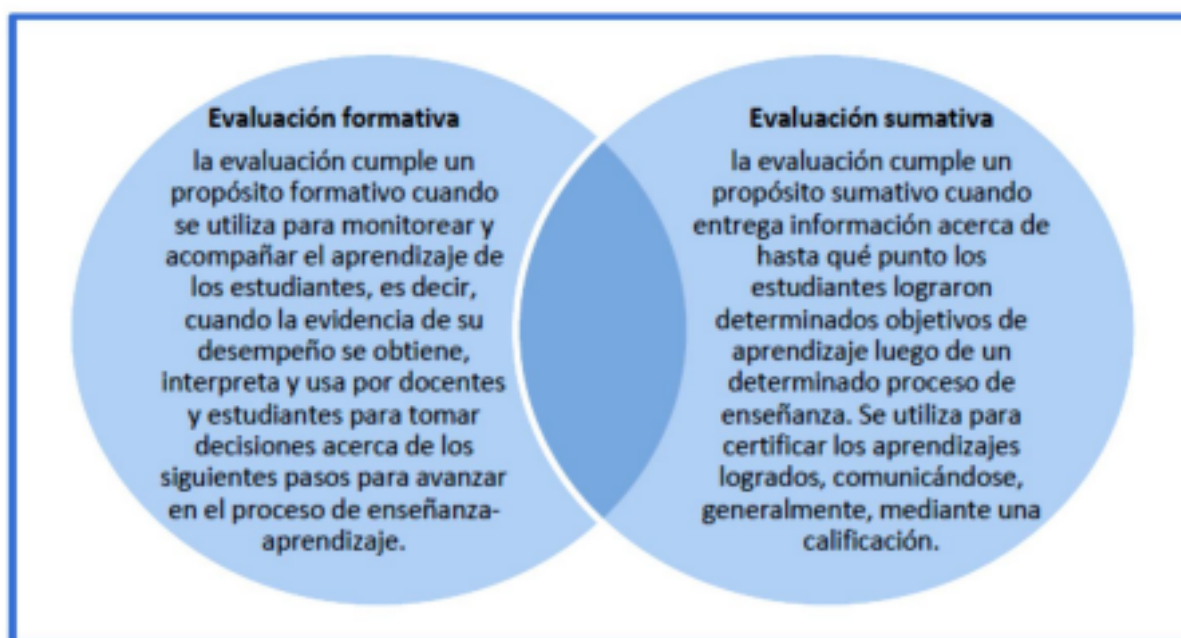 Evaluación formativa
la evaluación cumple un
propósito formativo cuando
se utiliza para monitorear y
acompañar el aprendizaje de
los estudiantes, es decir,
cuando la evidencia de su
desempeño se obtiene,
interpreta y usa por docentes
y estudiantes para tomar
decisiones acerca de los
siguientes pasos para avanzar
en el proceso de enseñanza-
aprendizaje.
Evaluación sumativa
la evaluación cumple un
propósito sumativo cuando
entrega información acerca de
hasta qué punto los
estudiantes lograron
determinados objetivos de
aprendizaje luego de un
determinado proceso de
enseñanza. Se utiliza para
certificar los aprendizajes
logrados, comunicándose,
generalmente, mediante una
calificación.